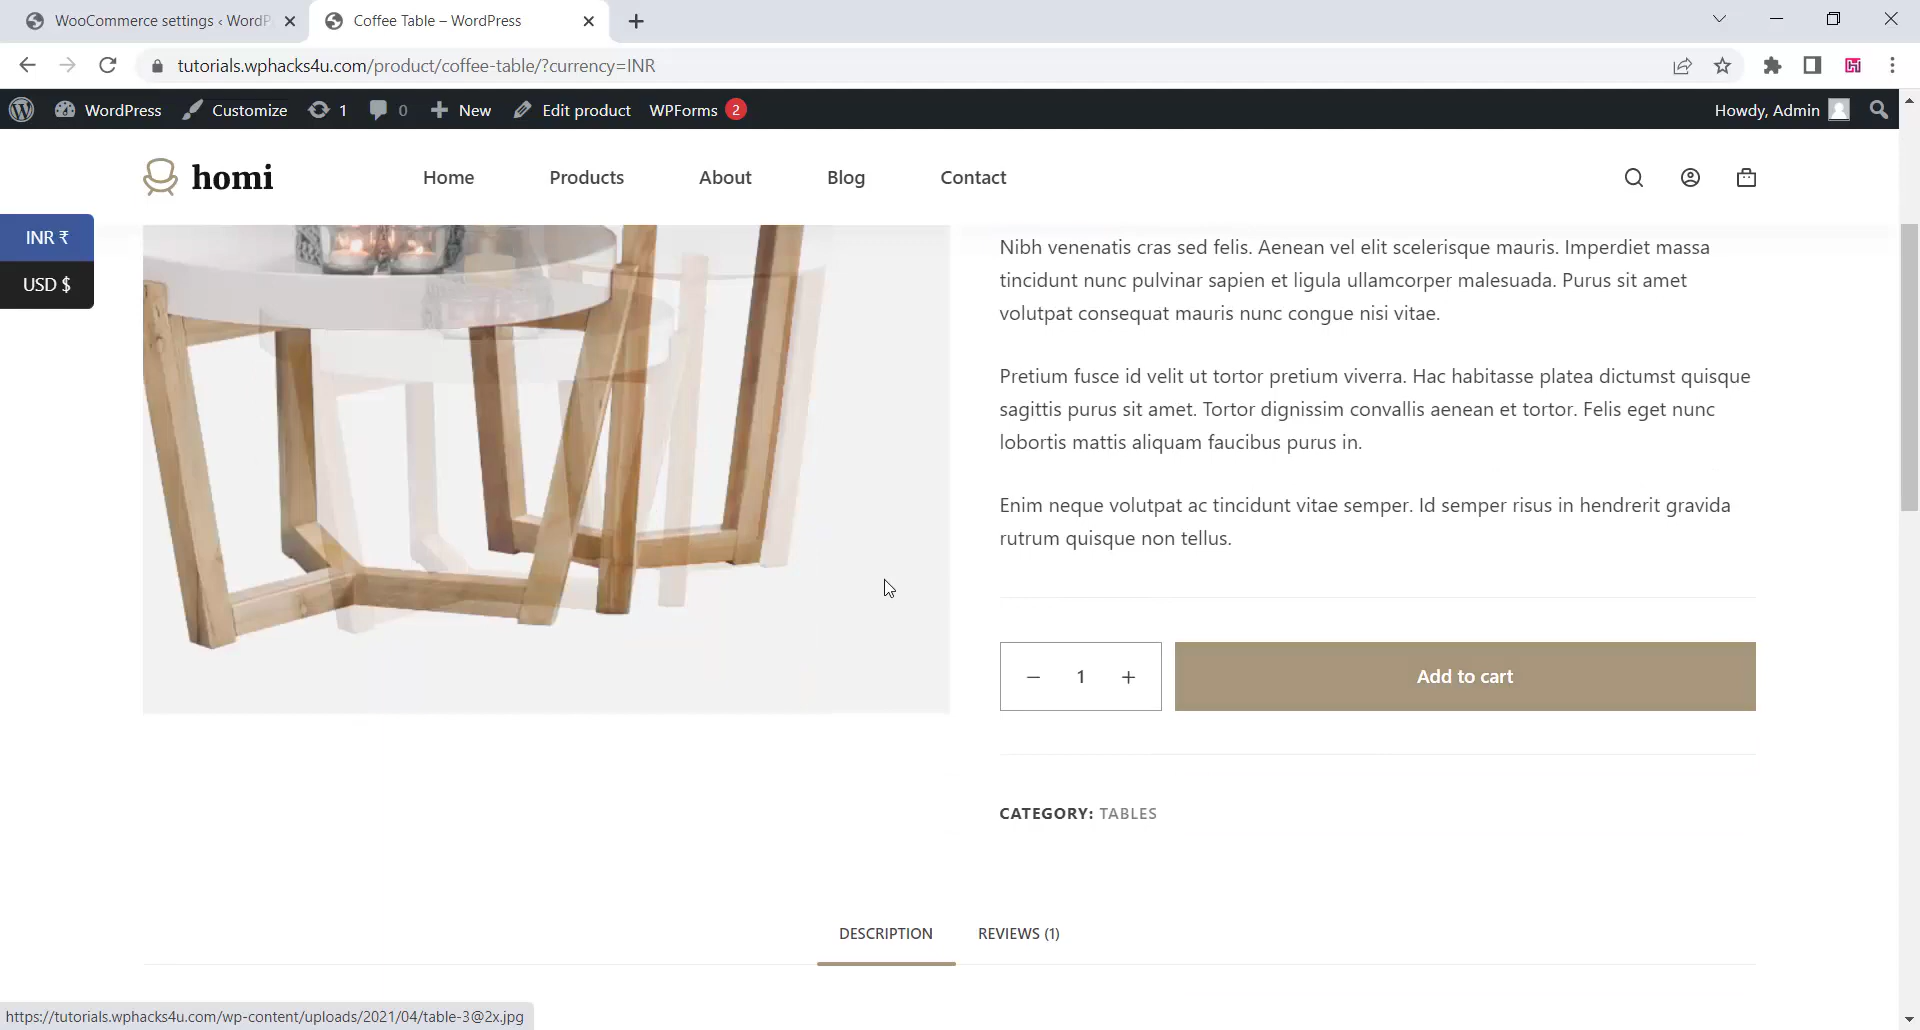 WooCommerce settings ‹ WordP
Coffee Table – WordPress
tutorials.wphacks4u.com/product/coffee-table/?currency=INR
WordPress
Customize
1
0
New
Edit product
WPForms
2
Howdy, Admin
homi
Home
Products
About
Blog
Contact
INR ₹
USD $
Nibh venenatis cras sed felis. Aenean vel elit scelerisque mauris. Imperdiet massa
tincidunt nunc pulvinar sapien et ligula ullamcorper malesuada. Purus sit amet
volutpat consequat mauris nunc congue nisi vitae.
Pretium fusce id velit ut tortor pretium viverra. Hac habitasse platea dictumst quisque
sagittis purus sit amet. Tortor dignissim convallis aenean et tortor. Felis eget nunc
lobortis mattis aliquam faucibus purus in.
Enim neque volutpat ac tincidunt vitae semper. Id semper risus in hendrerit gravida
rutrum quisque non tellus.
− 1 +
Add to cart
CATEGORY: TABLES
DESCRIPTION
REVIEWS (1)
https://tutorials.wphacks4u.com/wp-content/uploads/2021/04/table-3@2x.jpg